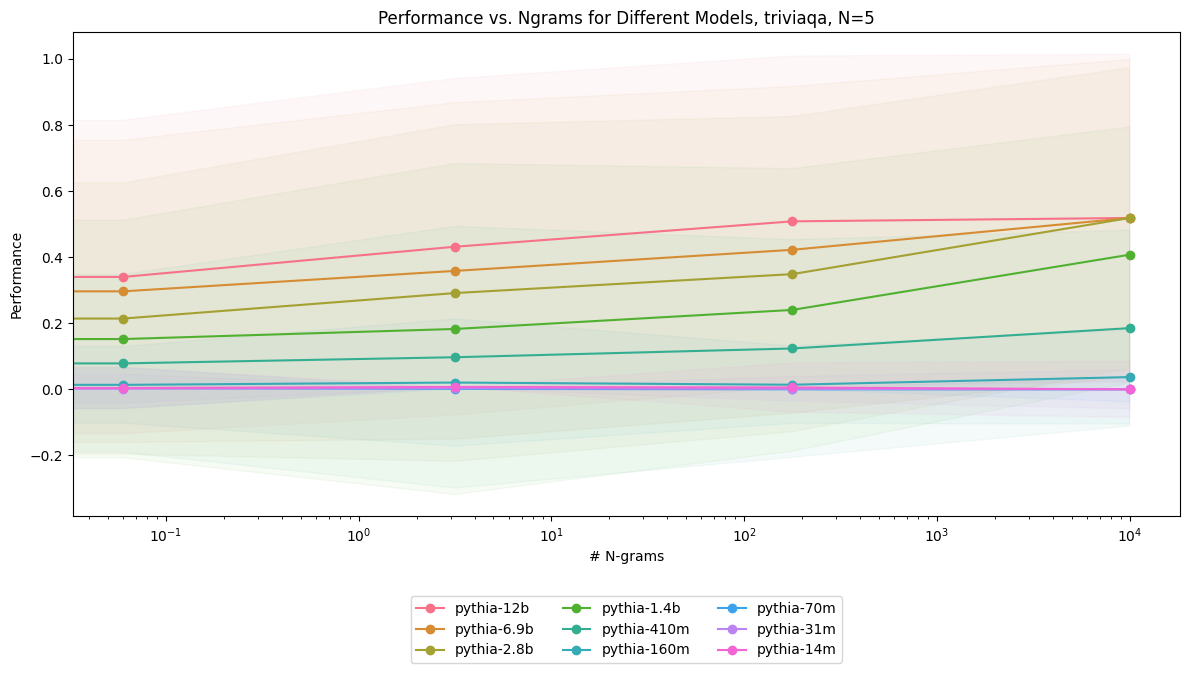 Performance vs. Ngrams for Different Models, triviaqa, N=5
Performance
1.0
0.8
0.6
0.4
0.2
0.0
−0.2
10⁻¹
10⁰
10¹
10²
10³
10⁴
# N-grams
pythia-12b
pythia-6.9b
pythia-2.8b
pythia-1.4b
pythia-410m
pythia-160m
pythia-70m
pythia-31m
pythia-14m